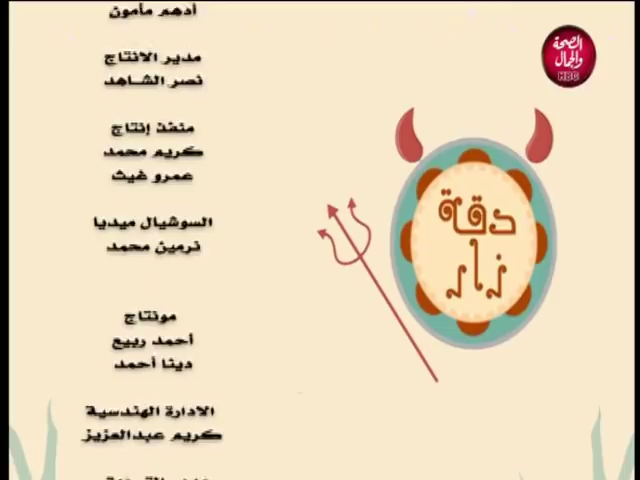 أدهم مأمون
مدير الانتاج
نصر الشاهد
منفذ إنتاج
كريم محمد
عمرو غيث
السوشيال ميديا
نرمين محمد
مونتاج
أحمد ربيع
دينا أحمد
الادارة الهندسية
كريم عبدالعزيز
الصحة
والجمال
HBC
دقة
زار